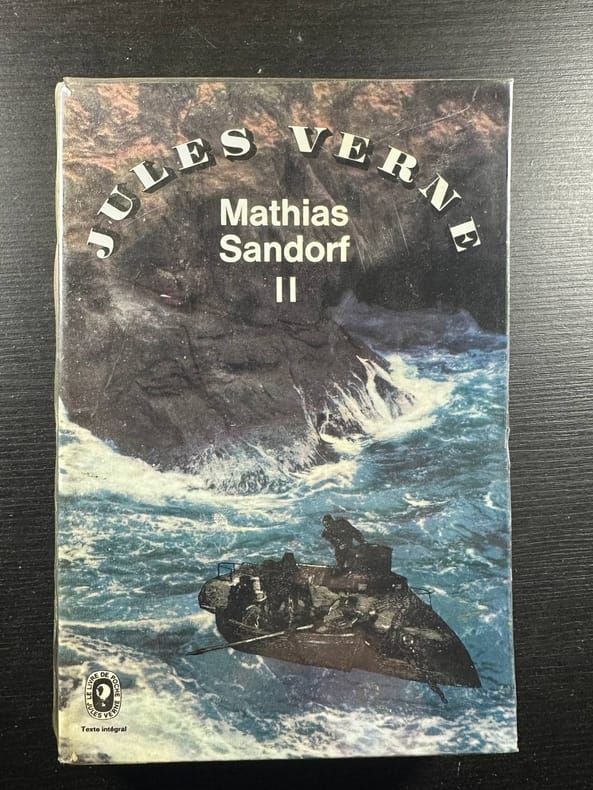 JULES VERNE
Mathias
Sandorf
II
LE LIVRE DE POCHE
JULES VERNE
Texte intégral